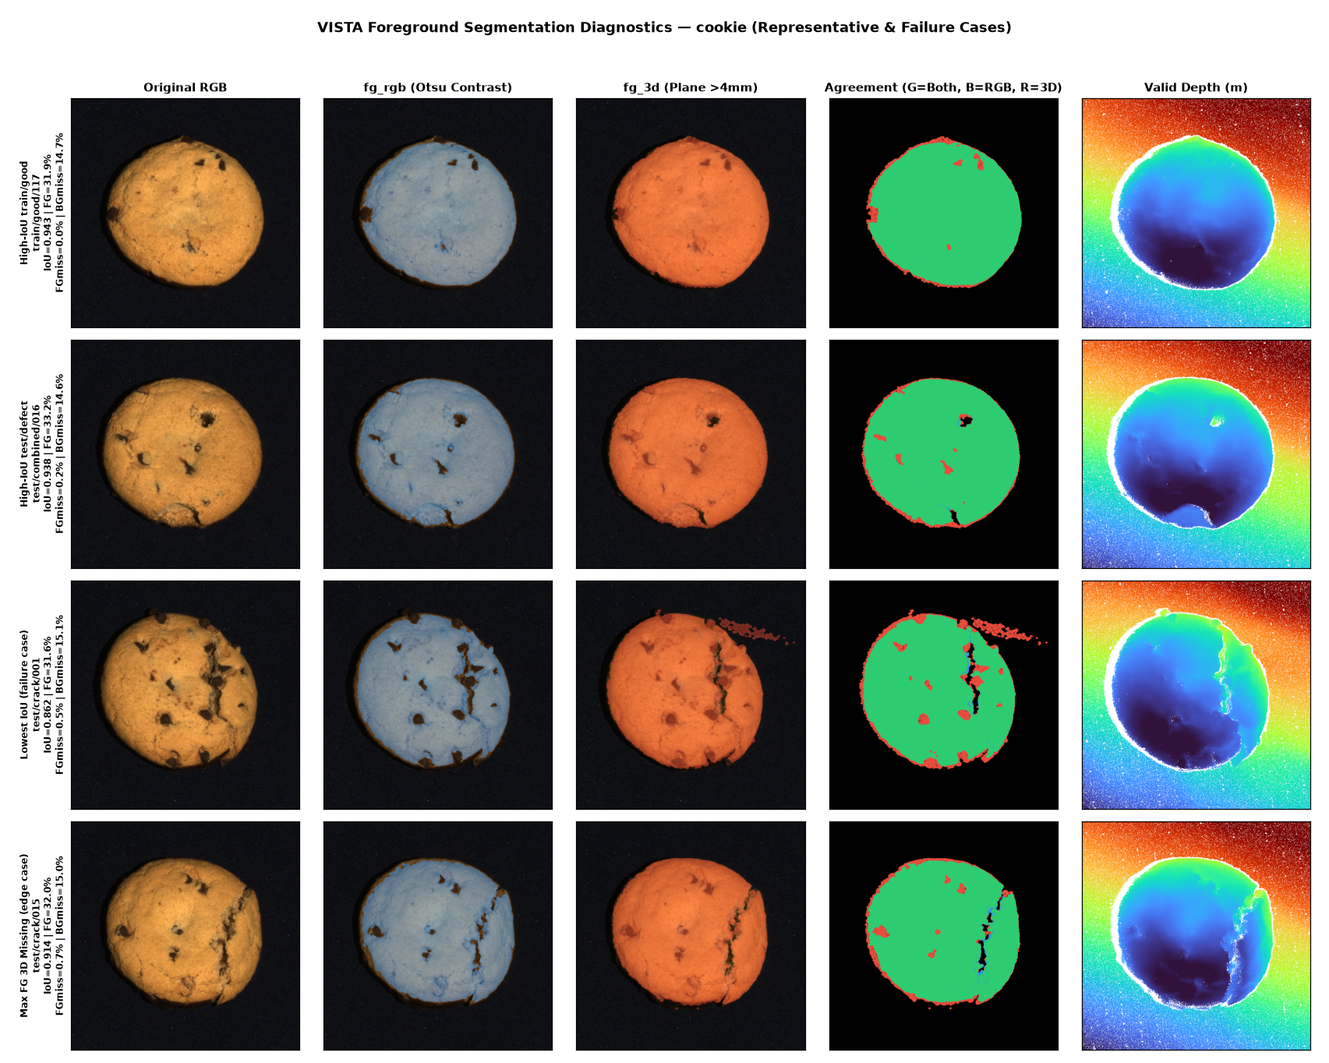 VISTA Foreground Segmentation Diagnostics — cookie (Representative & Failure Cases)
Original RGB
fg_rgb (Otsu Contrast)
fg_3d (Plane >4mm)
Agreement (G=Both, B=RGB, R=3D)
Valid Depth (m)
High-IoU train/good
train/good/117
IoU=0.943 | FG=31.9%
FGmiss=0.0% | BGmiss=14.7%
High-IoU test/defect
test/combined/016
IoU=0.938 | FG=33.2%
FGmiss=0.2% | BGmiss=14.6%
Lowest IoU (failure case)
test/crack/001
IoU=0.862 | FG=31.6%
FGmiss=0.5% | BGmiss=15.1%
Max FG 3D Missing (edge case)
test/crack/015
IoU=0.914 | FG=32.0%
FGmiss=0.7% | BGmiss=15.0%